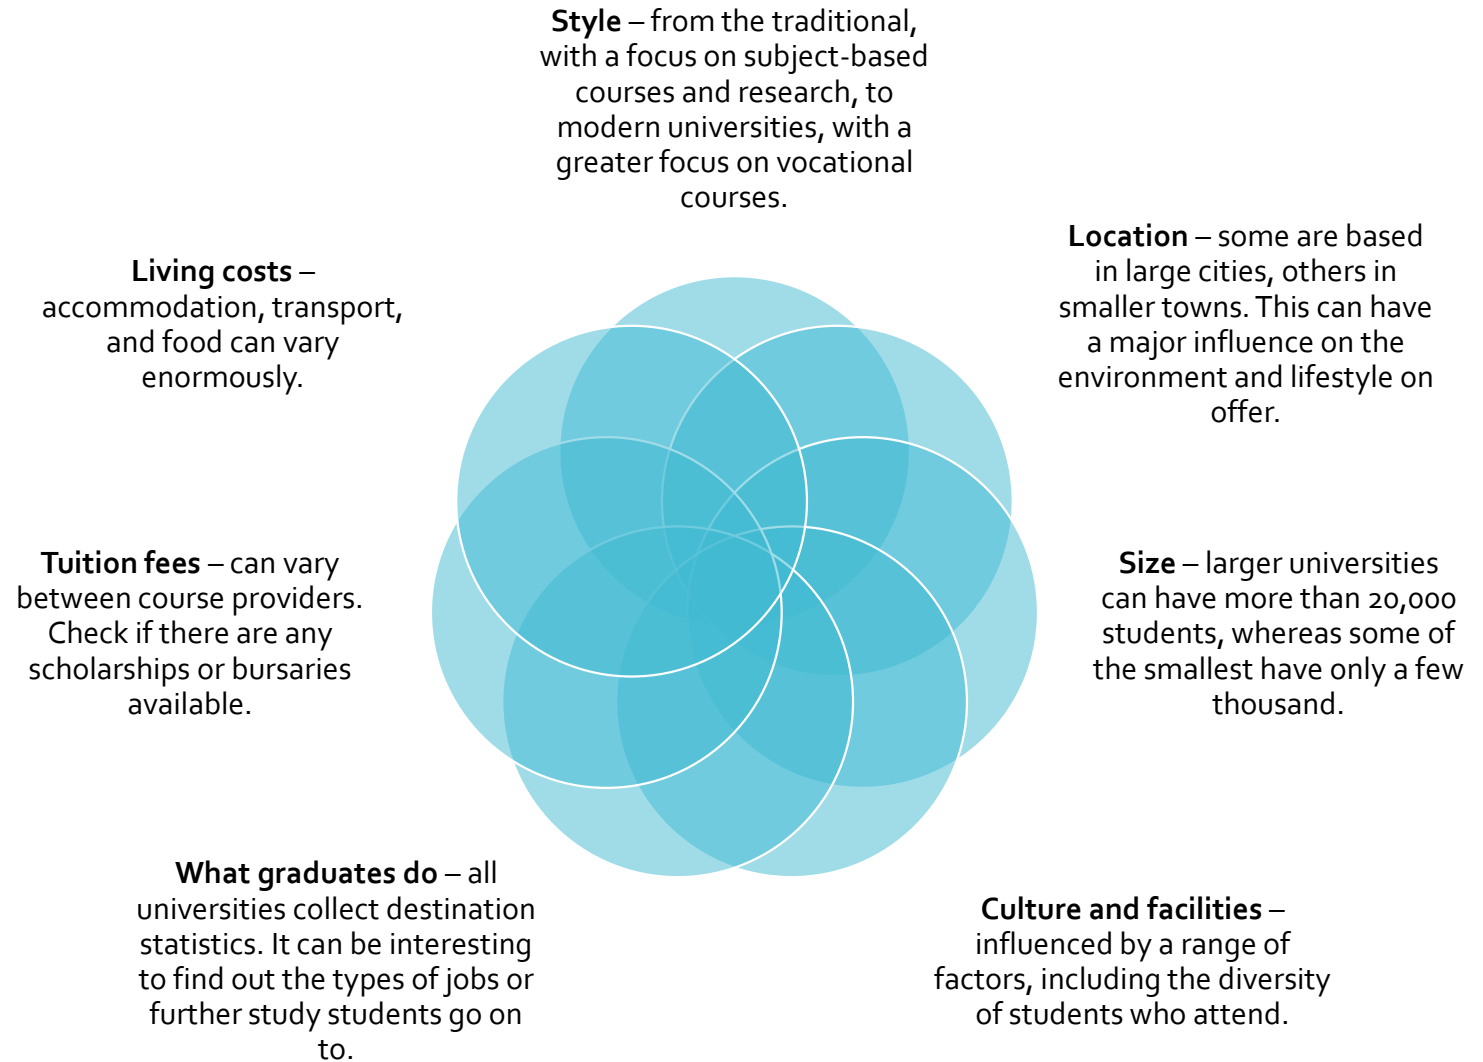 Style – from the traditional,
with a focus on subject-based
courses and research, to
modern universities, with a
greater focus on vocational
courses.
Location – some are based
in large cities, others in
smaller towns. This can have
a major influence on the
environment and lifestyle on
offer.
Size – larger universities
can have more than 20,000
students, whereas some of
the smallest have only a few
thousand.
Culture and facilities –
influenced by a range of
factors, including the diversity
of students who attend.
What graduates do – all
universities collect destination
statistics. It can be interesting
to find out the types of jobs or
further study students go on
to.
Tuition fees – can vary
between course providers.
Check if there are any
scholarships or bursaries
available.
Living costs –
accommodation, transport,
and food can vary
enormously.